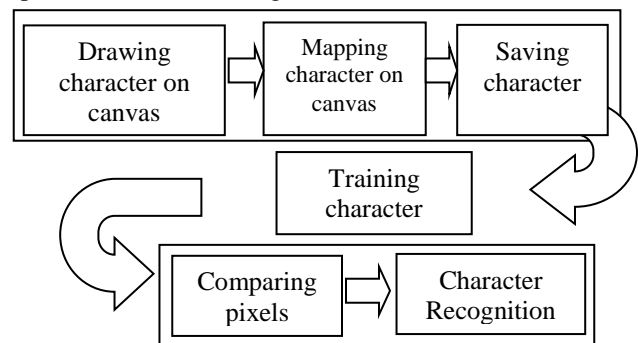 Drawing
character on
canvas
Mapping
character on
canvas
Saving
character
Training
character
Comparing
pixels
Character
Recognition